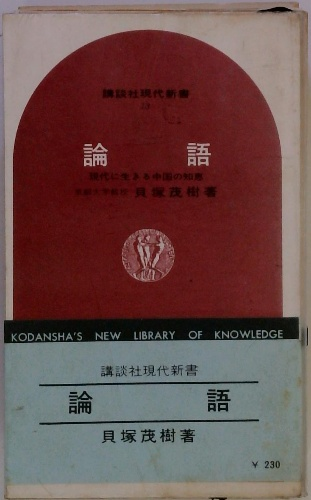 講談社現代新書
論語
現代に生きる中国の知恵
貝塚茂樹著
KODANSHA'S NEW LIBRARY OF KNOWLEDGE
講談社現代新書
論語
貝塚茂樹著
¥ 230